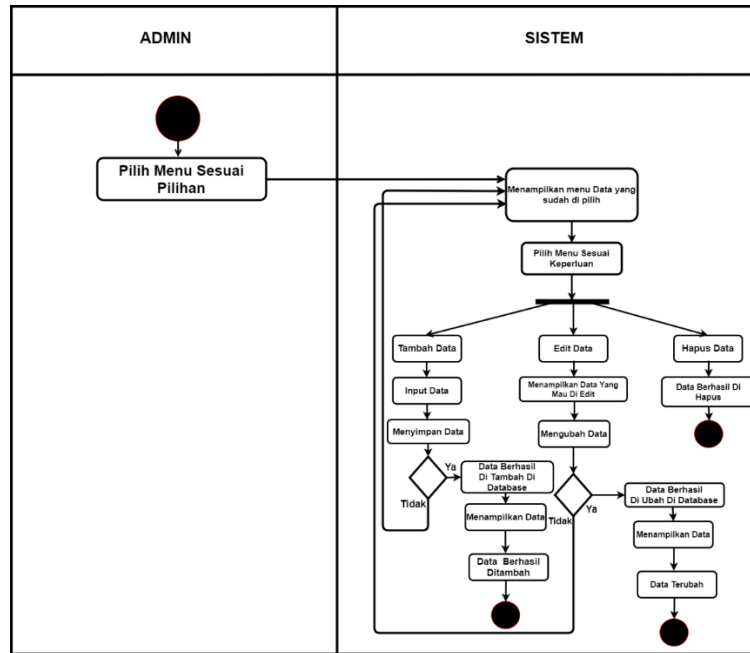 ADMIN
SISTEM
Pilih Menu Sesuai
Pilihan
Menampilkan menu Data yang
sudah di pilih
Pilih Menu Sesuai
Keperluan
Tambah Data
Edit Data
Hapus Data
Input Data
Menampilkan Data Yang
Mau Di Edit
Data Berhasil Di
Hapus
Menyimpan Data
Mengubah Data
Ya
Tidak
Data Berhasil
Di Tambah Di
Database
Tidak
Ya
Data Berhasil
Di Ubah Di Database
Menampilkan Data
Menampilkan Data
Data Berhasil
Ditambah
Data Terubah